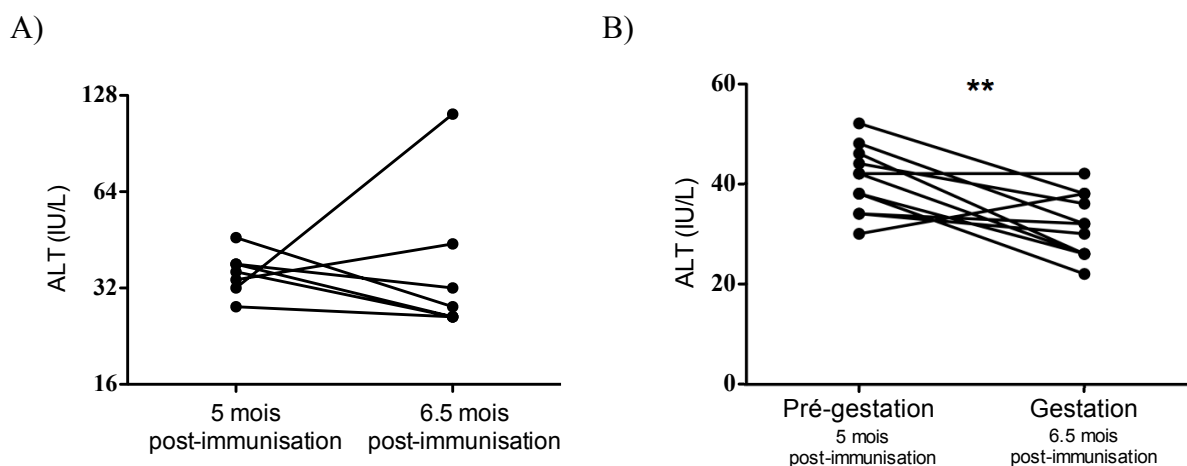 A)
128
64
32
16
ALT (IU/L)
5 mois
post-immunisation
6.5 mois
post-immunisation
B)
60
40
20
0
ALT (IU/L)
**
Pré-gestation
5 mois
post-immunisation
Gestation
6.5 mois
post-immunisation